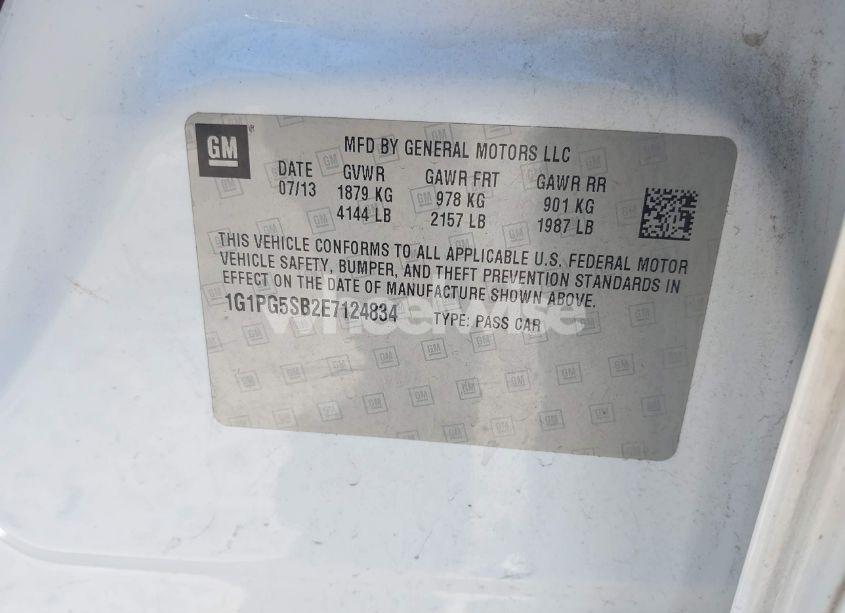 GM
MFD BY GENERAL MOTORS LLC
DATE GVWR GAWR FRT GAWR RR
07/13 1879 KG 978 KG 901 KG
4144 LB 2157 LB 1987 LB
THIS VEHICLE CONFORMS TO ALL APPLICABLE U.S. FEDERAL MOTOR
VEHICLE SAFETY, BUMPER, AND THEFT PREVENTION STANDARDS IN
EFFECT ON THE DATE OF MANUFACTURE SHOWN ABOVE.
1G1PG5SB2E7124834 TYPE: PASS CAR
wheelwise